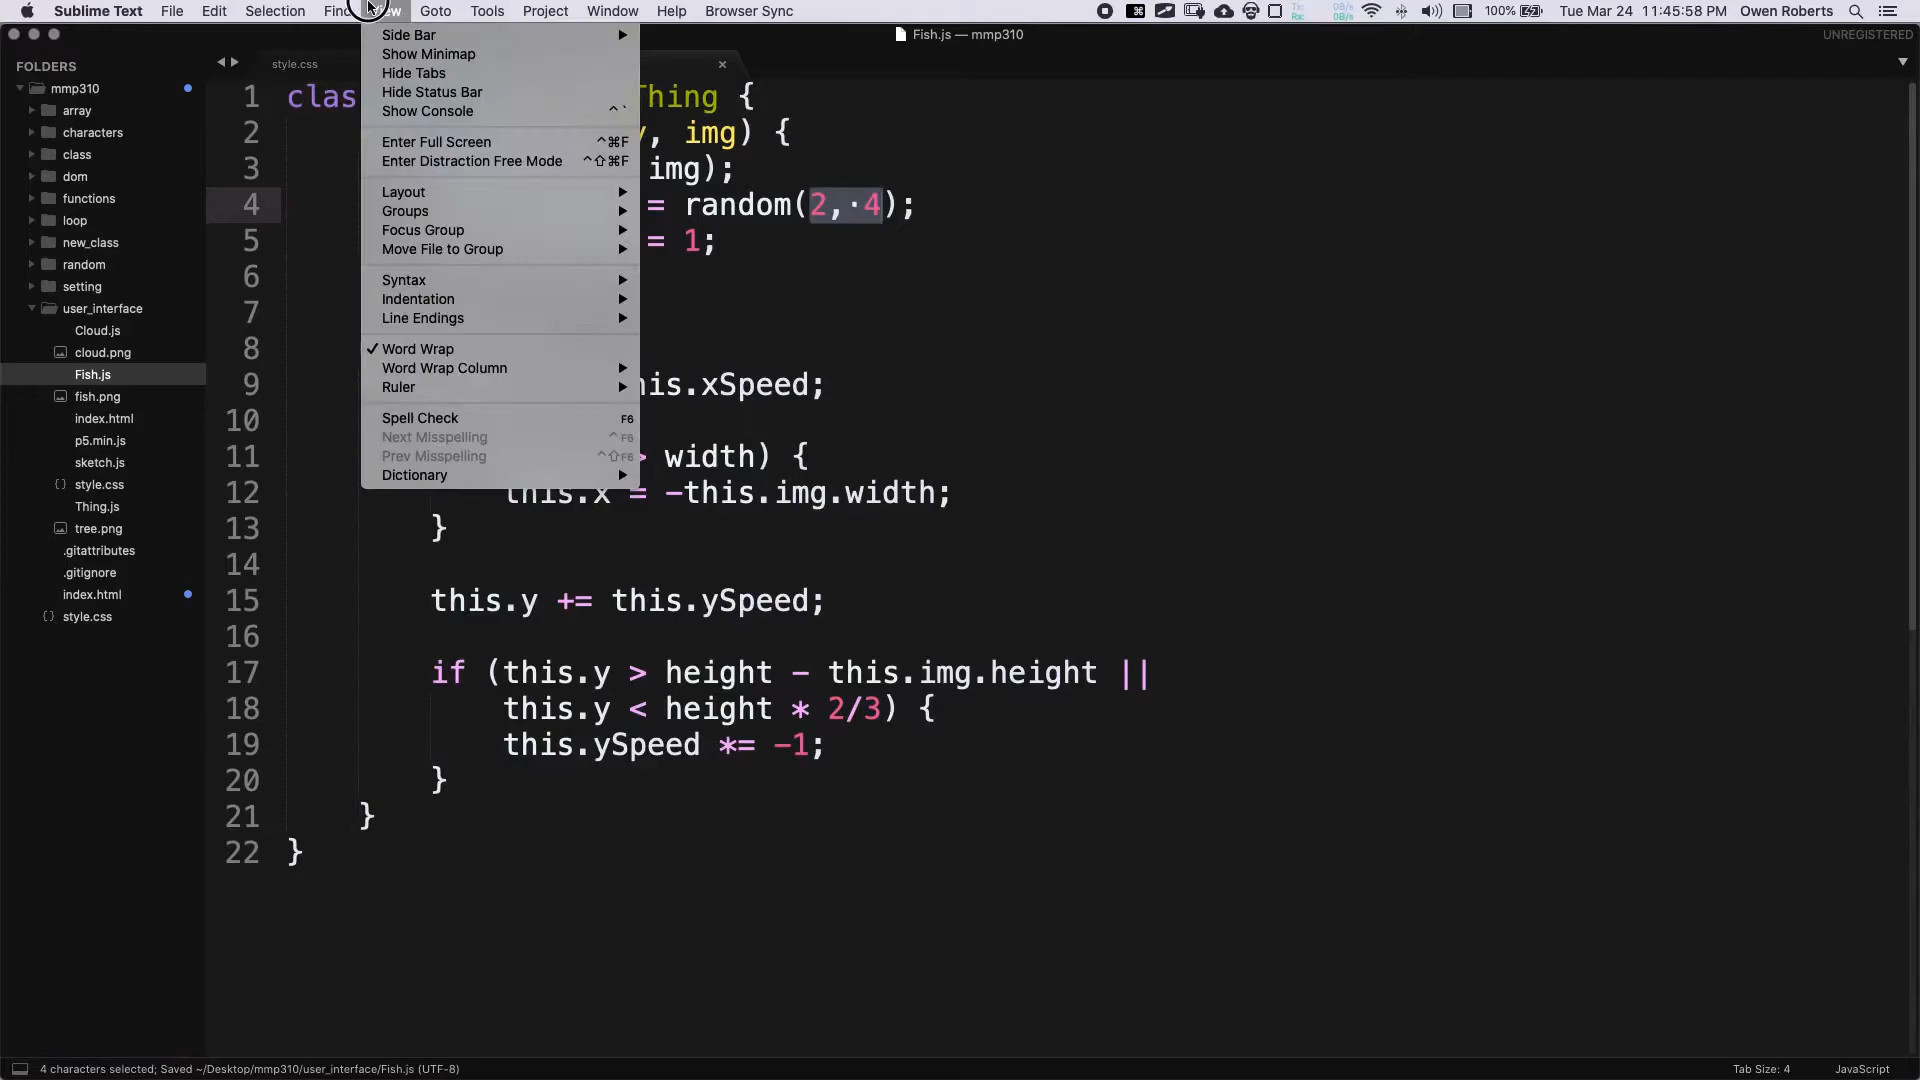 Sublime Text File Edit Selection Find View Goto Tools Project Window Help Browser Sync 100% Tue Mar 24 11:45:58 PM Owen Roberts
Fish.js — mmp310
UNREGISTERED
FOLDERS
mmp310
array
characters
class
dom
functions
loop
new_class
random
setting
user_interface
Cloud.js
cloud.png
Fish.js
fish.png
index.html
p5.min.js
sketch.js
style.css
Thing.js
tree.png
.gitattributes
.gitignore
index.html
style.css
style.css ×
Side Bar
Show Minimap
Hide Tabs
Hide Status Bar
Show Console ^`
Enter Full Screen ^⌘F
Enter Distraction Free Mode ^⇧⌘F
Layout
Groups
Focus Group
Move File to Group
Syntax
Indentation
Line Endings
✓ Word Wrap
Word Wrap Column
Ruler
Spell Check F6
Next Misspelling ^F6
Prev Misspelling ^⇧F6
Dictionary
1 clas Thing {
2 , img) {
3 img);
4 = random(2,·4);
5 = 1;
6
7
8
9 his.xSpeed;
10
11 > width) {
12 this.x = -this.img.width;
13 }
14
15 this.y += this.ySpeed;
16
17 if (this.y > height - this.img.height ||
18 this.y < height * 2/3) {
19 this.ySpeed *= -1;
20 }
21 }
22 }
4 characters selected; Saved ~/Desktop/mmp310/user_interface/Fish.js (UTF-8)
Tab Size: 4 JavaScript